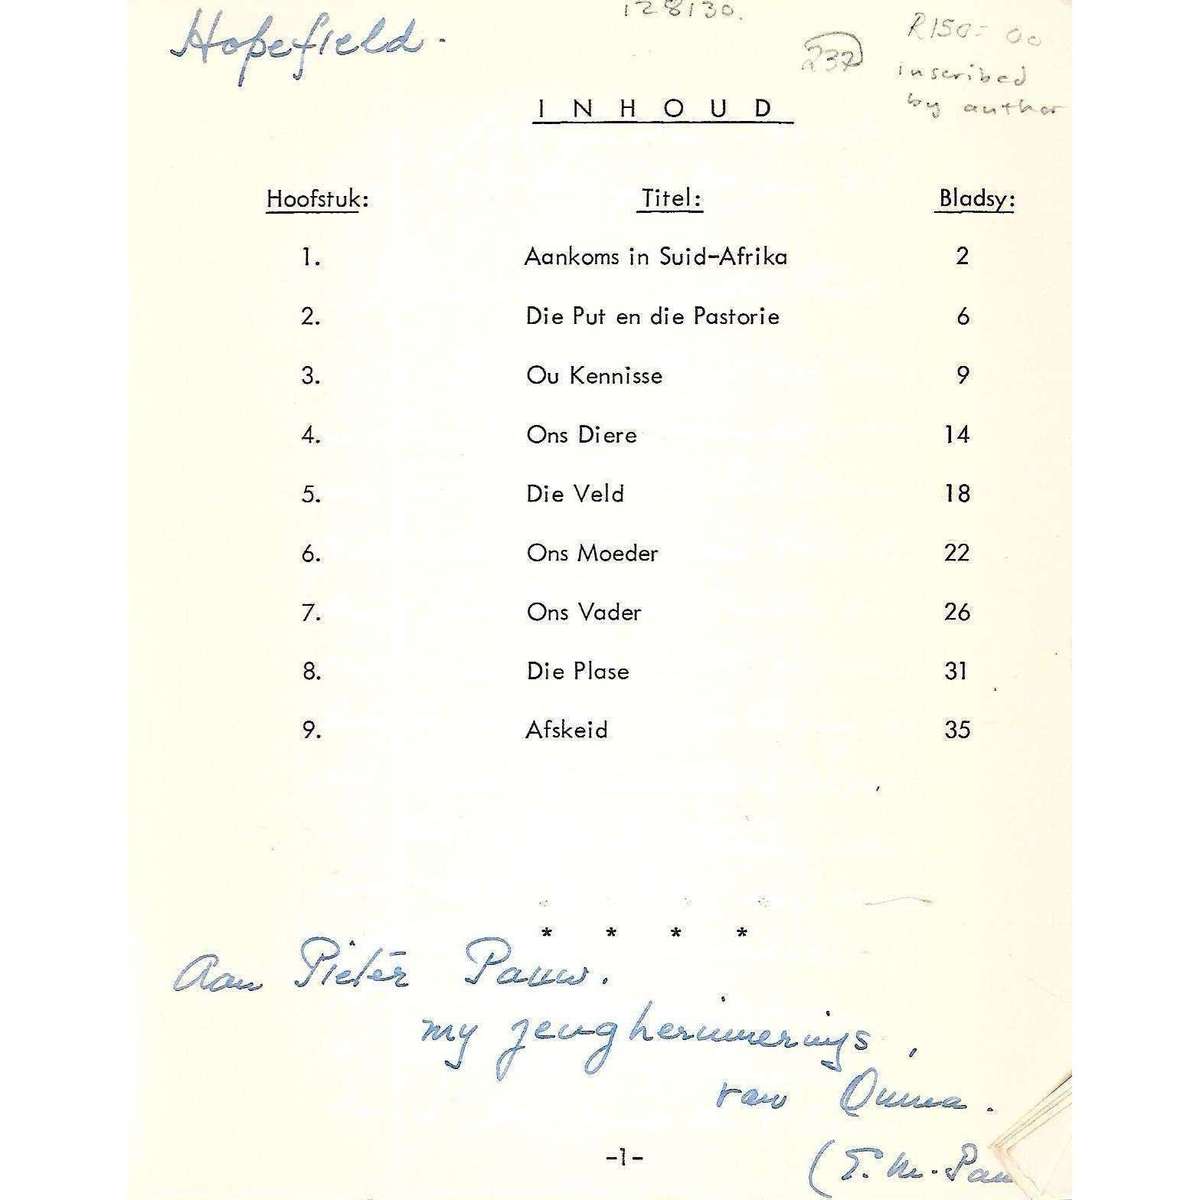 Hopefield.
128130.
237
R150-00
inscribed
by author
INHOUD
Hoofstuk: Titel: Bladsy:
1. Aankoms in Suid-Afrika 2
2. Die Put en die Pastorie 6
3. Ou Kennisse 9
4. Ons Diere 14
5. Die Veld 18
6. Ons Moeder 22
7. Ons Vader 26
8. Die Plase 31
9. Afskeid 35
* * * *
Aan Pieter Pauw.
my jeugherinnerings,
van Ouma.
-1-
(E. M.